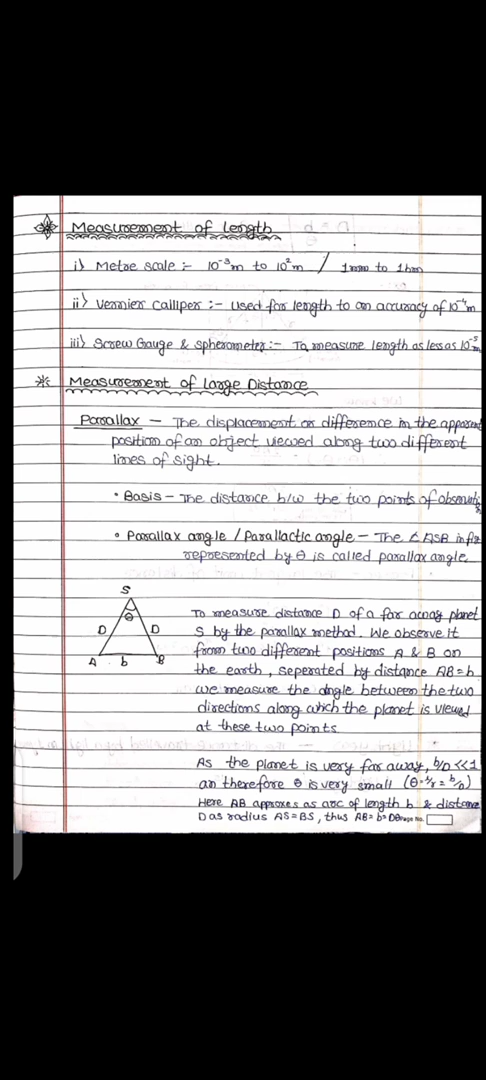 Measurement of Length
i) Metre scale :- 10⁻³m to 10²m / 1mm to 1hm
ii) Vernier Callipers :- used for length to an accuracy of 10⁻⁴m
iii) Screw Gauge & spherometer :- To measure length as less as 10⁻⁵m
Measurement of large Distance
Parallax - The displacement or difference in the apparent
position of an object viewed along two different
lines of sight.
• Basis - The distance b/w the two points of
• Parallax angle / Parallactic angle - The ∠ASB in fig
represented by θ is called parallax angle.
S
θ
D D
A b B
To measure distance D of a far away planet
S by the parallax method. We observe it
from two different positions A & B on
the earth, seperated by distance AB = b
we measure the angle between the two
directions along which the planet is viewed
at these two points.
As the planet is very far away, b/D << 1
an therefore θ is very small (θ = = b/D)
Here AB approxes as arc of length b & distance
D as radius AS = BS, thus AB = b = Dθ Page No.